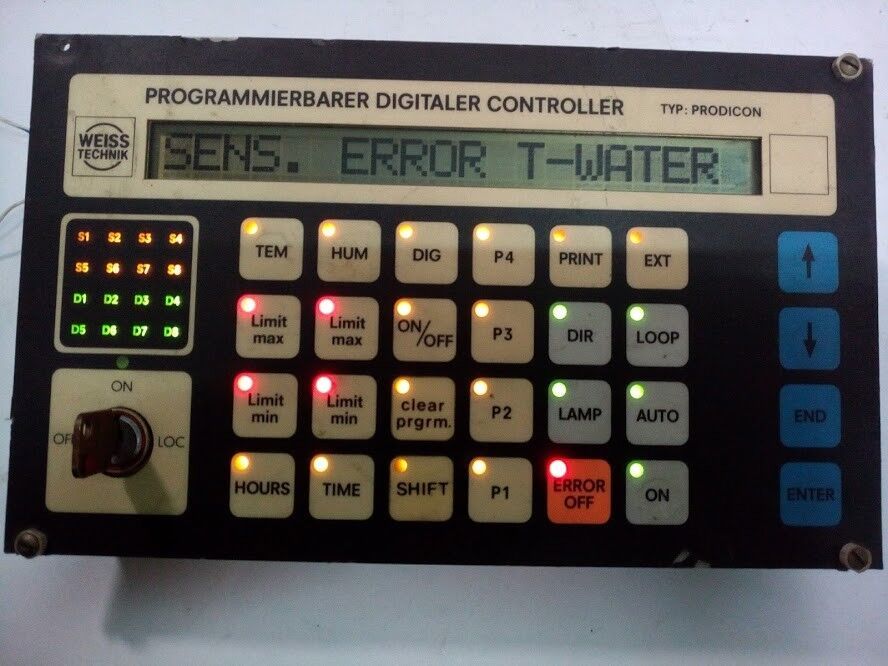 PROGRAMMIERBARER DIGITALER CONTROLLER TYP: PRODICON
WEISS
TECHNIK
SENS. ERROR T-WATER
S1 S2 S3 S4
S5 S6 S7 S8
D1 D2 D3 D4
D5 D6 D7 D8
ON
OFF
LOC
TEM HUM DIG P4 PRINT EXT
Limit max Limit max ON/OFF P3 DIR LOOP
Limit min Limit min clear prgrm. P2 LAMP AUTO
HOURS TIME SHIFT P1 ERROR OFF ON
END
ENTER